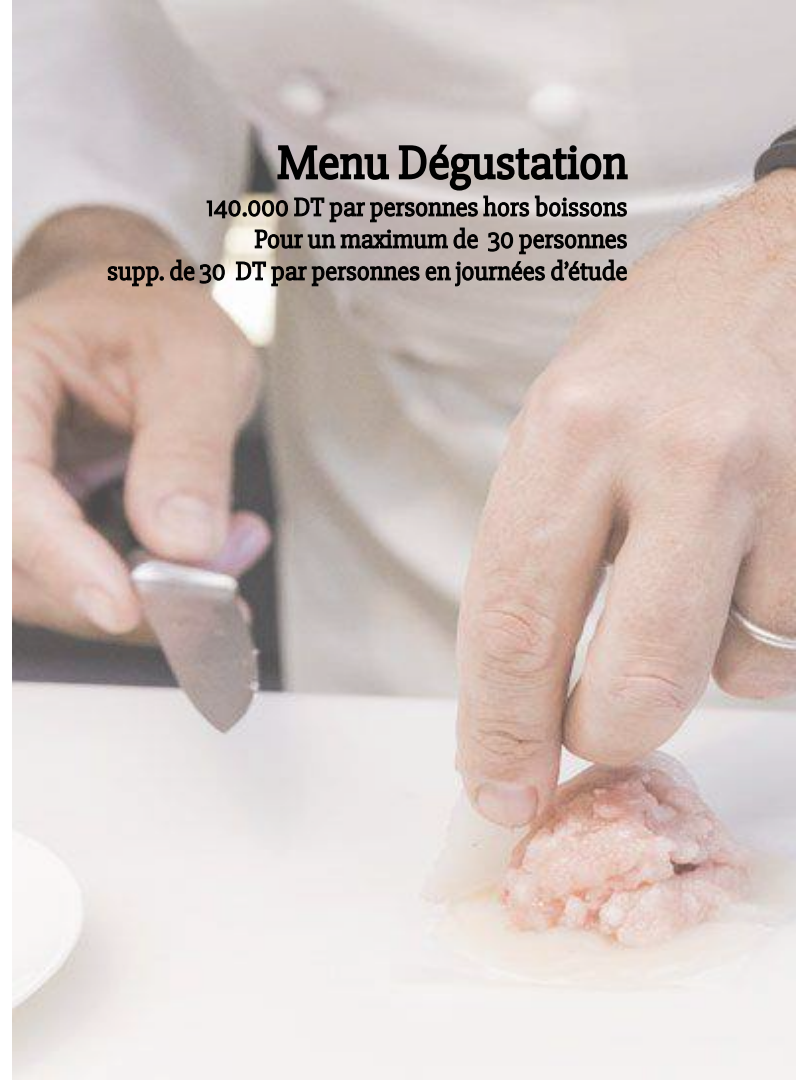 Menu Dégustation
140.000 DT par personnes hors boissons
Pour un maximum de 30 personnes
supp. de 30 DT par personnes en journées d'étude